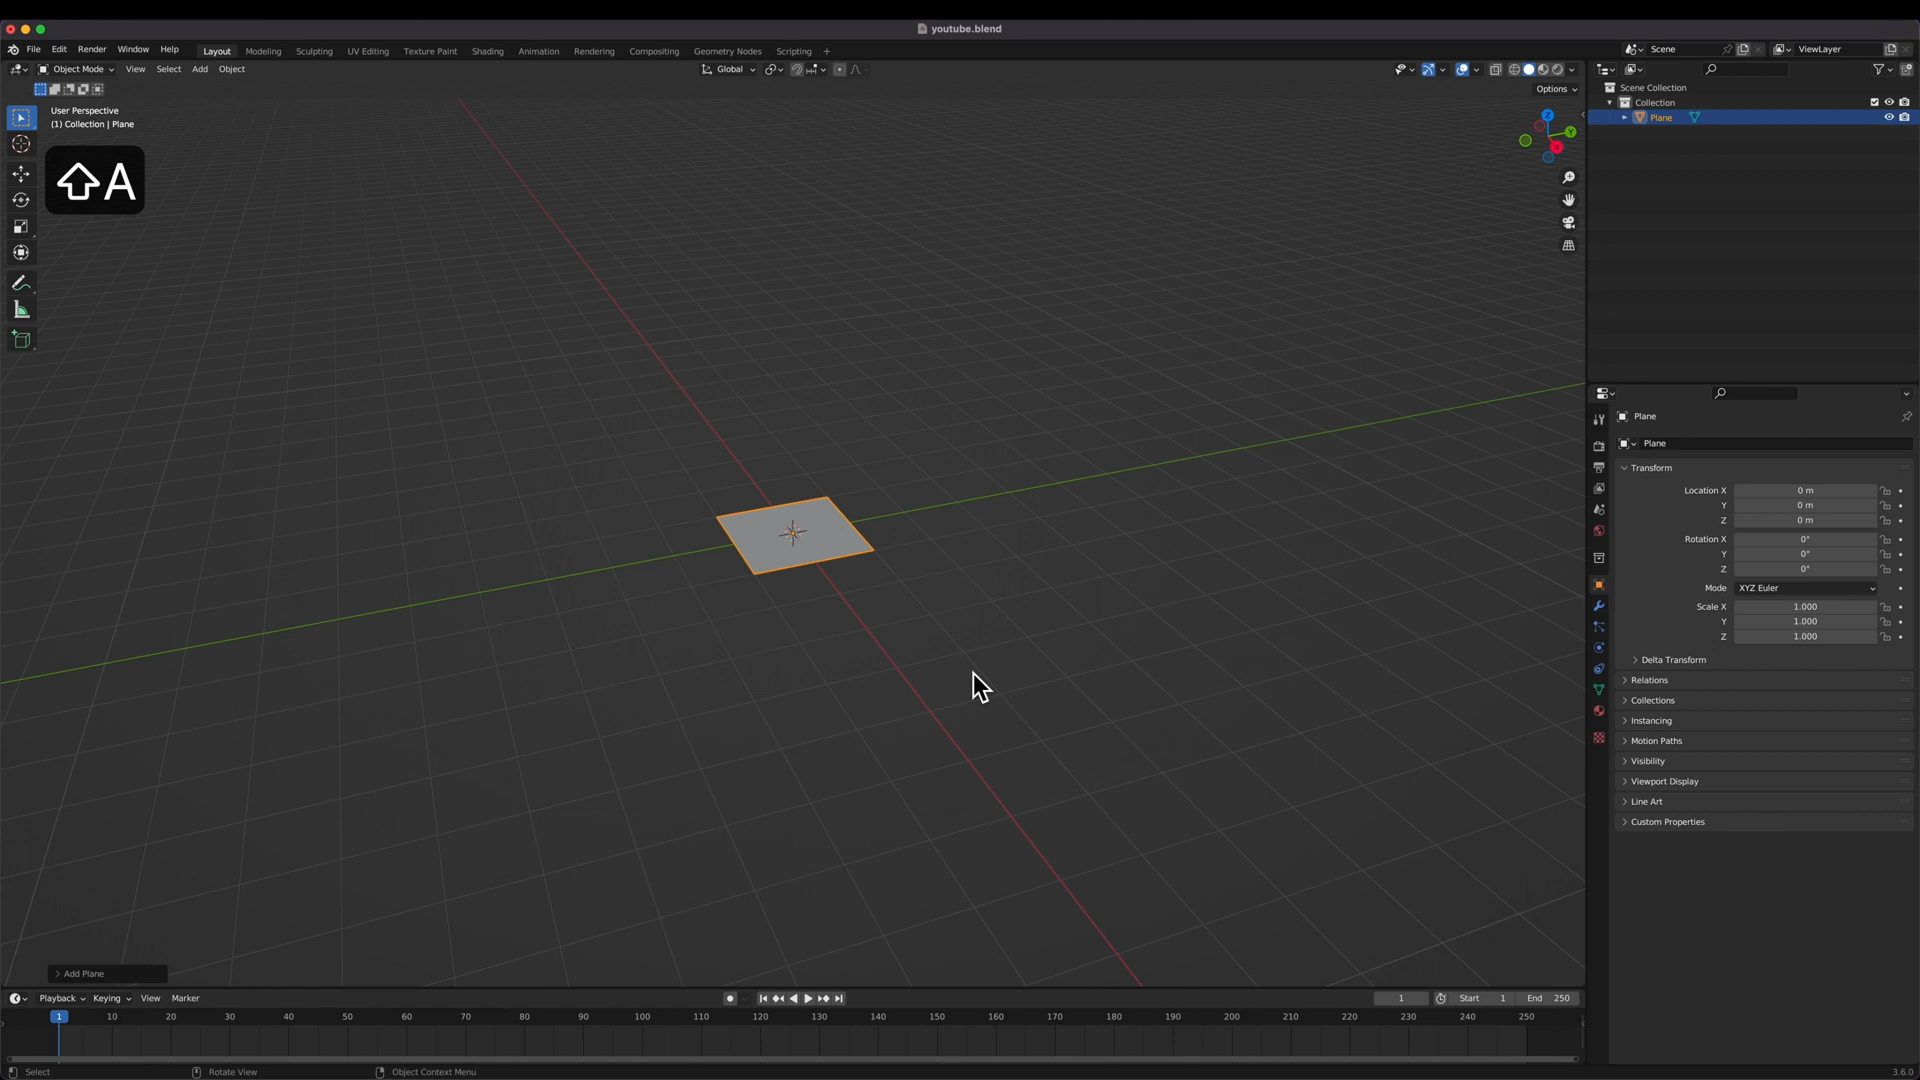 youtube.blend
File Edit Render Window Help Layout Modeling Sculpting UV Editing Texture Paint Shading Animation Rendering Compositing Geometry Nodes Scripting + Scene ViewLayer
Object Mode View Select Add Object Global
Options
User Perspective
(1) Collection | Plane
A
Z
Y
X
Scene Collection
Collection
Plane
Plane
Plane
Transform
Location X 0 m
Y 0 m
Z 0 m
Rotation X 0°
Y 0°
Z 0°
Mode XYZ Euler
Scale X 1.000
Y 1.000
Z 1.000
Delta Transform
Relations
Collections
Instancing
Motion Paths
Visibility
Viewport Display
Line Art
Custom Properties
Add Plane
Playback Keying View Marker 1 Start 1 End 250
1 10 20 30 40 50 60 70 80 90 100 110 120 130 140 150 160 170 180 190 200 210 220 230 240 250
Select Rotate View Object Context Menu 3.6.0